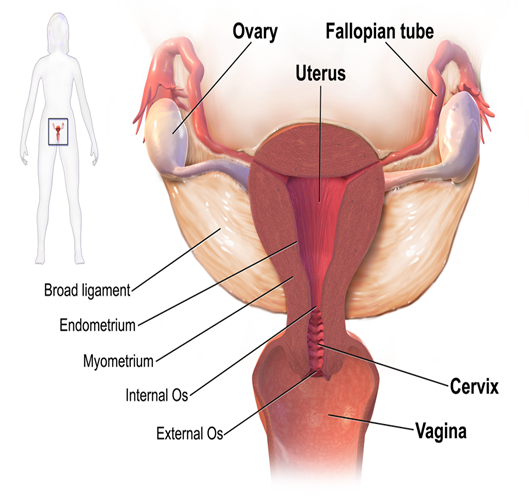 Ovary
Fallopian tube
Uterus
Broad ligament
Endometrium
Myometrium
Internal Os
External Os
Cervix
Vagina